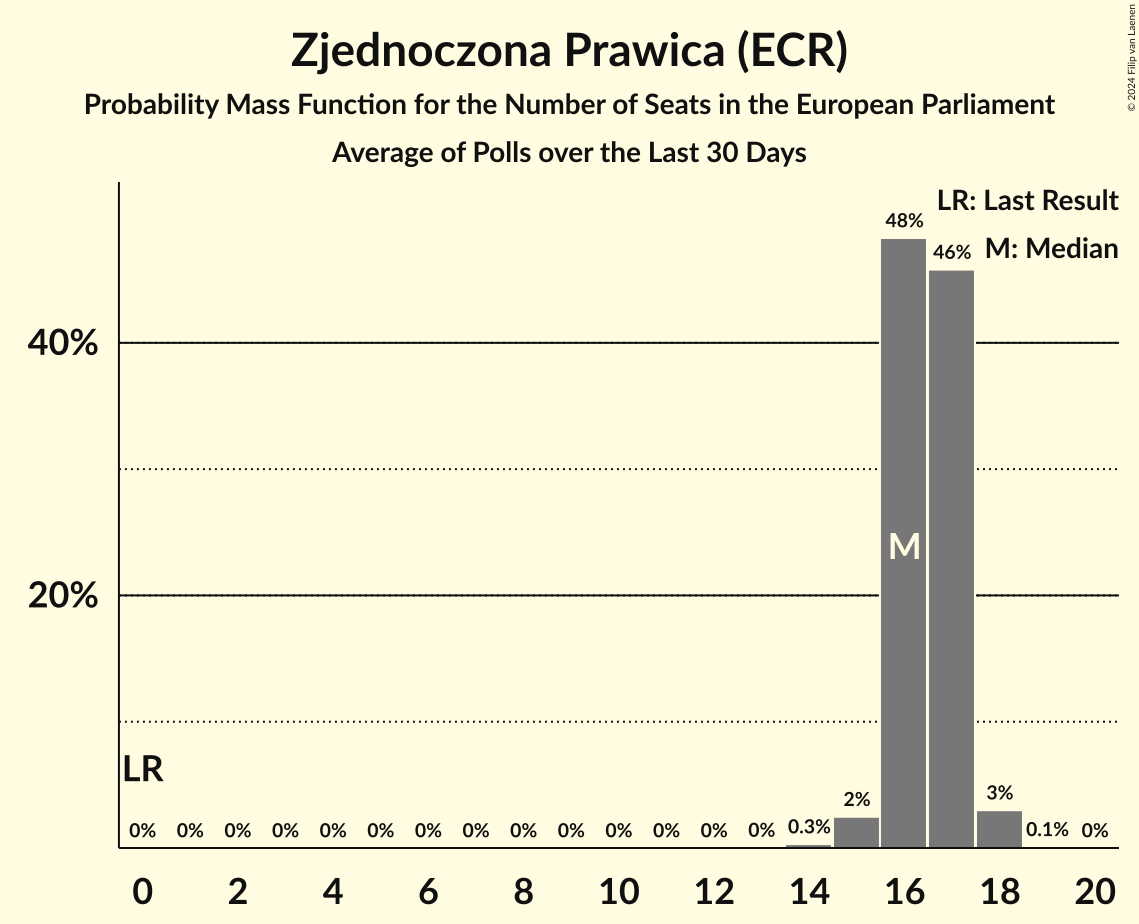 Zjednoczona Prawica (ECR)
Probability Mass Function for the Number of Seats in the European Parliament
Average of Polls over the Last 30 Days
© 2024 Filip van Laenen
LR: Last Result
M: Median
48%
46%
40%
20%
M
LR
0% 0% 0% 0% 0% 0% 0% 0% 0% 0% 0% 0% 0% 0% 0.3% 2% 3% 0.1% 0%
0 2 4 6 8 10 12 14 16 18 20